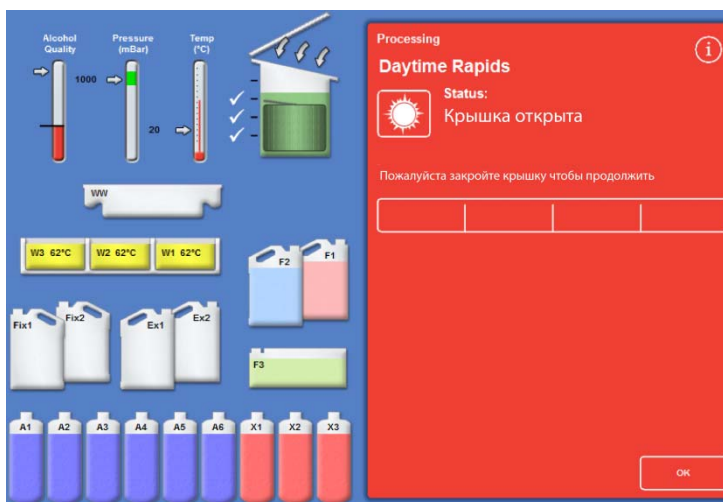 Alcohol
Quality
Pressure
(mBar)
Temp
(°C)
1000
20
WW
W3 62°C
W2 62°C
W1 62°C
F2
F1
Fix1
Fix2
Ex1
Ex2
F3
A1
A2
A3
A4
A5
A6
X1
X2
X3
Processing
i
Daytime Rapids
Status:
Крышка открыта
Пожалуйста закройте крышку чтобы продолжить
OK